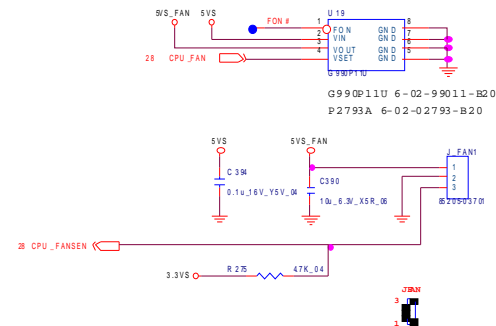 5VS_FAN 5VS U19
FON# 1 FON GND 8
2 VIN GND 7
3 VOUT GND 6
28 CPU_FAN 4 VSET GND 5
G990P11U
G990P11U 6-02-99011-B20
P2793A 6-02-02793-B20
5VS 5VS_FAN J_FAN1
C394 1
C390 2
0.1u_16V_Y5V_04 3
10u_6.3V_X5R_06 85205-03701
28 CPU_FANSEN
3.3VS R275 4.7K_04
JFAN
3
1